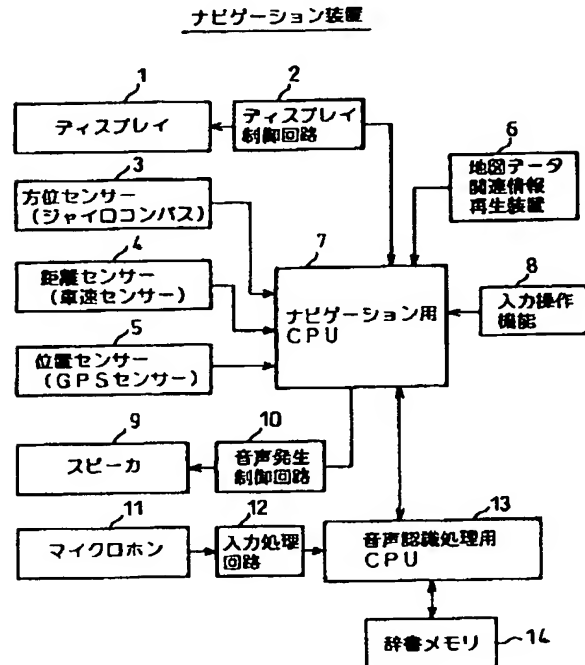 ナビゲーション装置
1
ディスプレイ
2
ディスプレイ
制御回路
3
方位センサー
(ジャイロコンパス)
4
距離センサー
(車速センサー)
5
位置センサー
(GPSセンサー)
6
地図データ
関連情報
再生装置
7
ナビゲーション用
CPU
8
入力操作
機能
9
スピーカ
10
音声発生
制御回路
11
マイクロホン
12
入力処理
回路
13
音声認識処理用
CPU
辞書メモリ
14